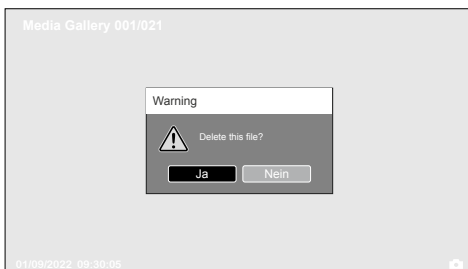 Media Gallery 001/021
Warning
Delete this file?
Ja Nein
01/09/2022 09:30:05